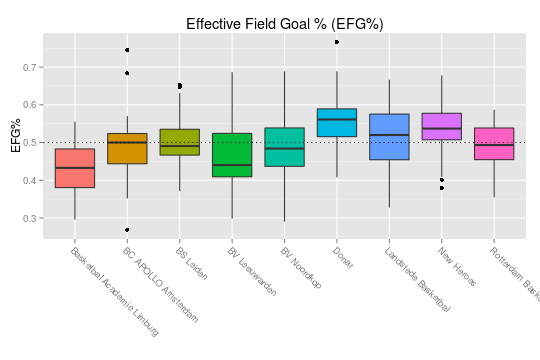 Effective Field Goal % (EFG%)
EFG%
0.7
0.6
0.5
0.4
0.3
Basketbal Academie Limburg
BC APOLLO Amsterdam
BS Leiden
BV Leeuwarden
BV Noordkop
Donar
Landstede Basketbal
New Heroes
Rotterdam Bask